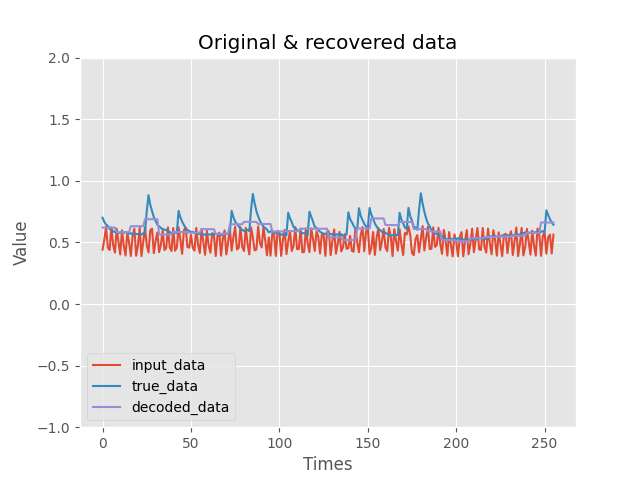 Original & recovered data
2.0
1.5
1.0
0.5
0.0
−0.5
−1.0
Value
input_data
true_data
decoded_data
0 50 100 150 200 250
Times